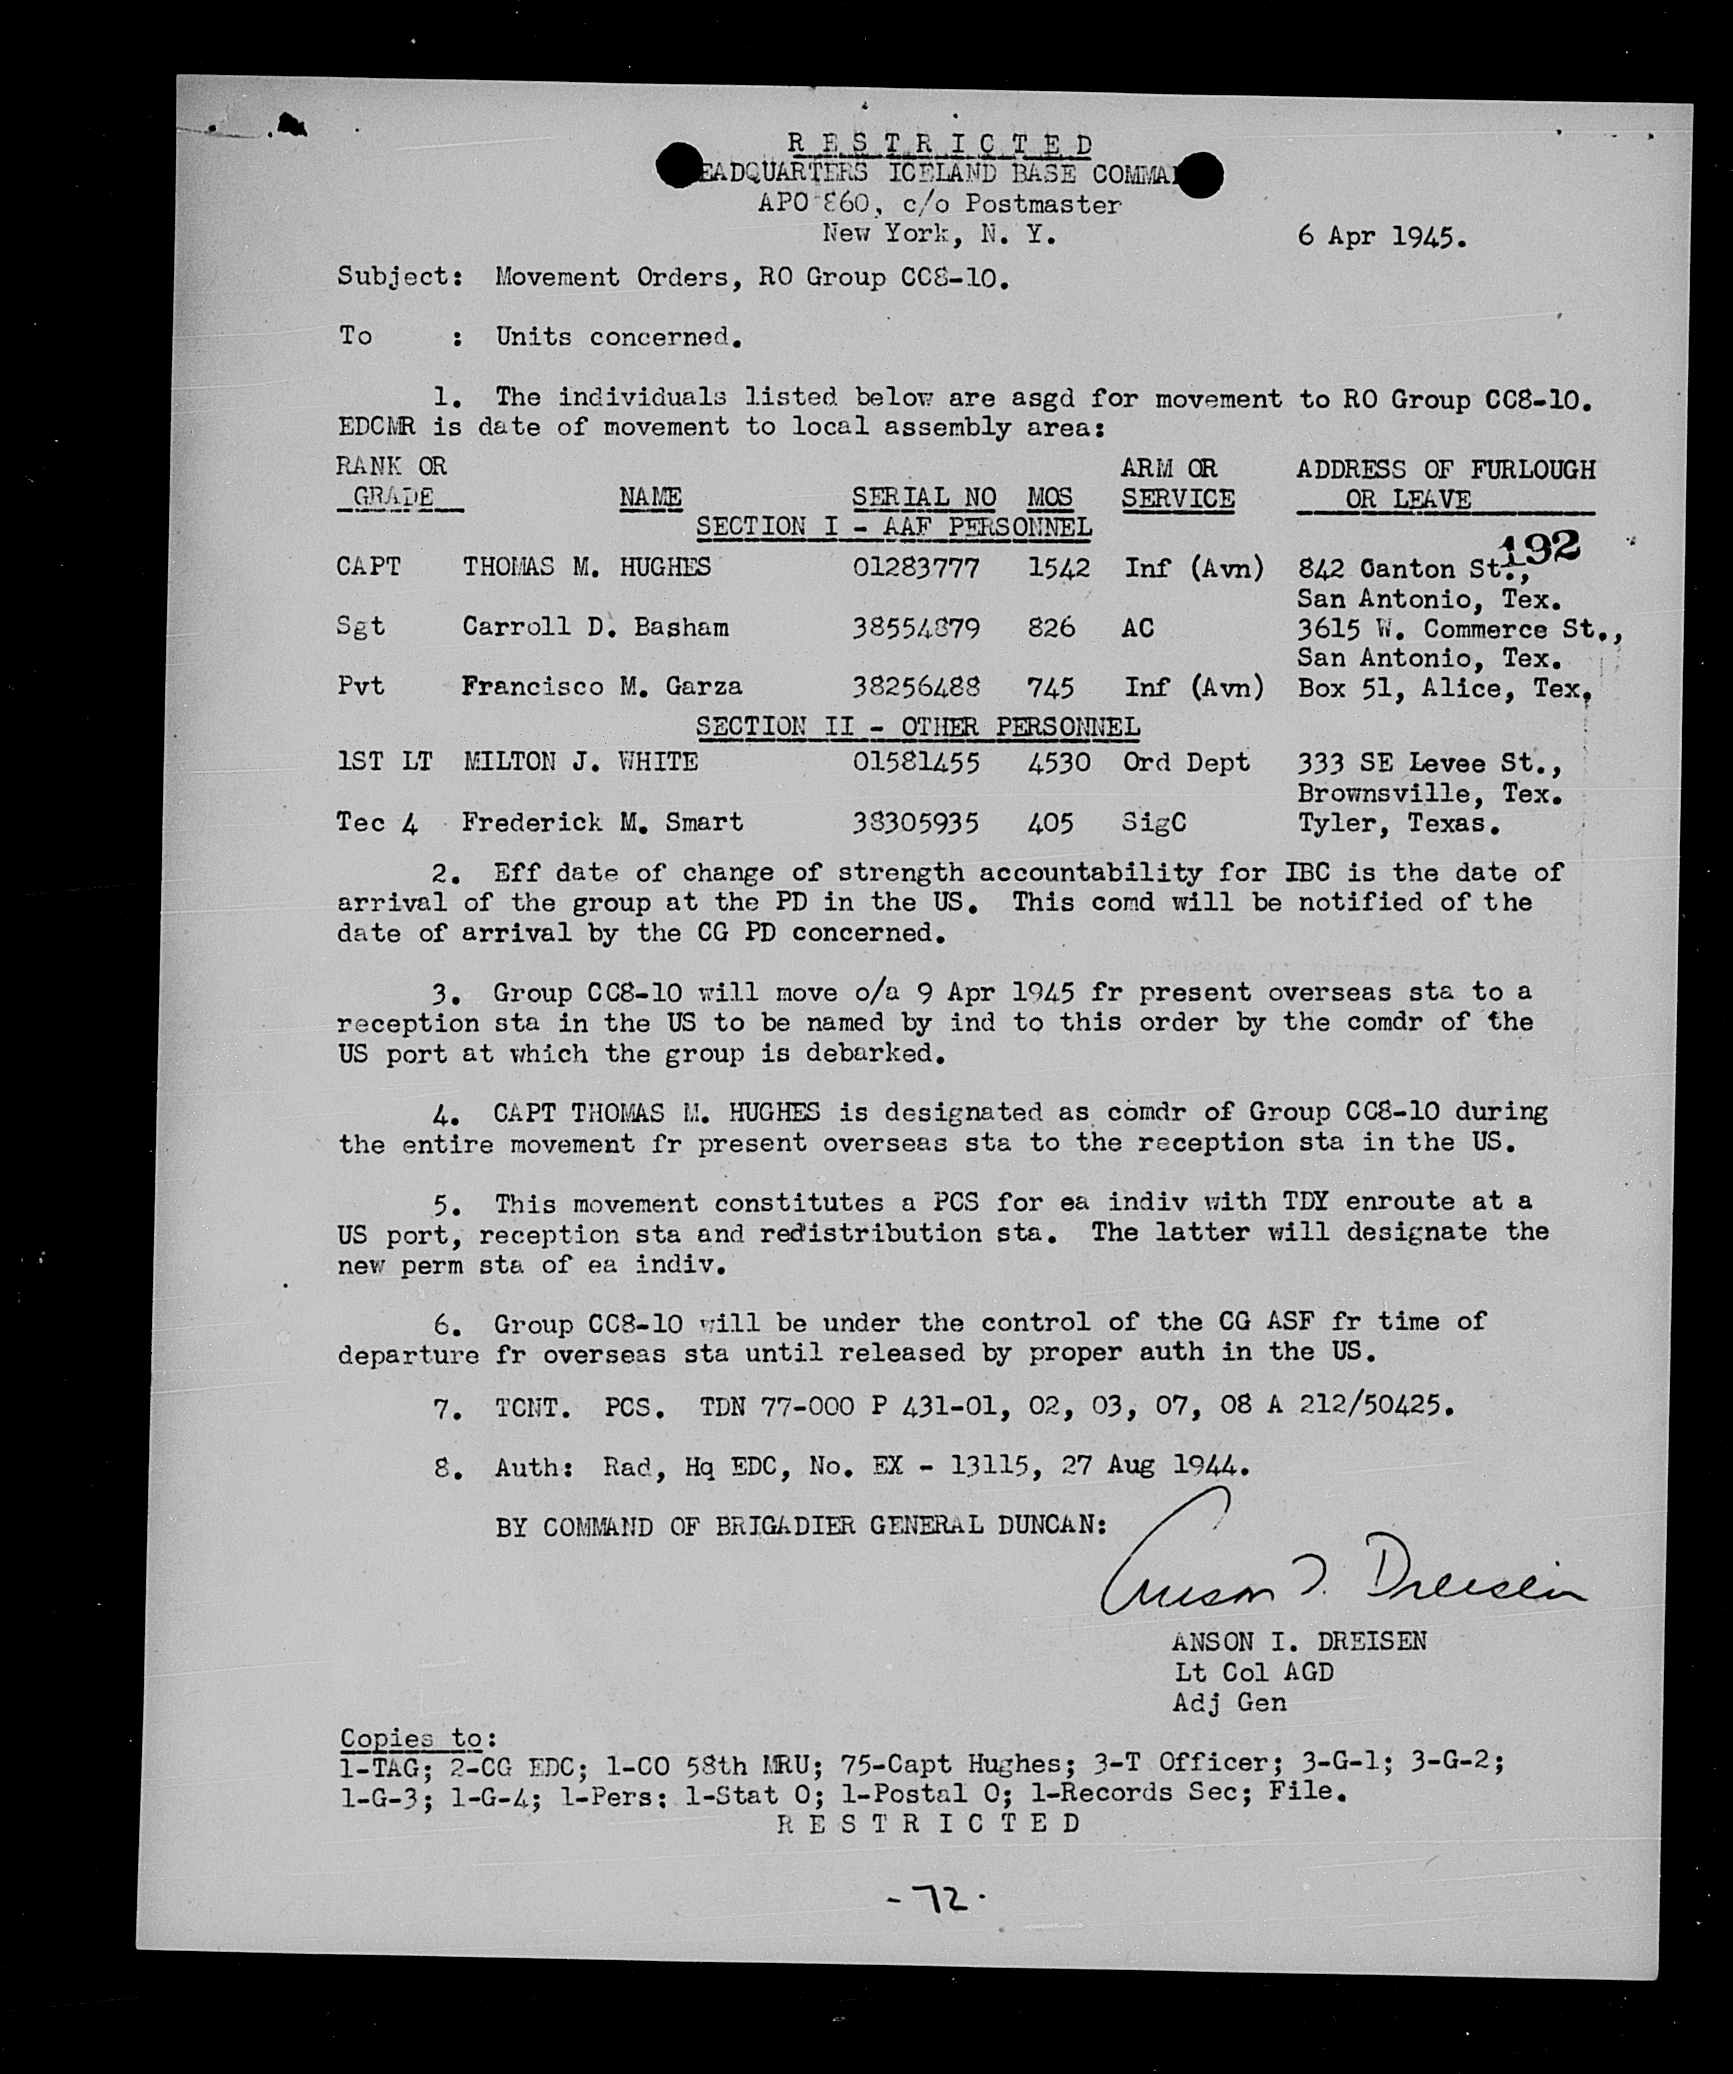 R E S T R I C T E D
HEADQUARTERS ICELAND BASE COMMAND
APO 860, c/o Postmaster
New York, N. Y. 6 Apr 1945.
Subject: Movement Orders, RO Group CC8-10.
To : Units concerned.
1. The individuals listed below are asgd for movement to RO Group CC8-10.
EDCMR is date of movement to local assembly area:
RANK OR ARM OR ADDRESS OF FURLOUGH
GRADE NAME SERIAL NO MOS SERVICE OR LEAVE
SECTION I - AAF PERSONNEL
192
CAPT THOMAS M. HUGHES 01283777 1542 Inf (Avn) 842 Canton St.,
San Antonio, Tex.
Sgt Carroll D. Basham 38554879 826 AC 3615 W. Commerce St.,
San Antonio, Tex.
Pvt Francisco M. Garza 38256488 745 Inf (Avn) Box 51, Alice, Tex.
SECTION II - OTHER PERSONNEL
1ST LT MILTON J. WHITE 01581455 4530 Ord Dept 333 SE Levee St.,
Brownsville, Tex.
Tec 4 Frederick M. Smart 38305935 405 SigC Tyler, Texas.
2. Eff date of change of strength accountability for IBC is the date of
arrival of the group at the PD in the US. This comd will be notified of the
date of arrival by the CG PD concerned.
3. Group CC8-10 will move o/a 9 Apr 1945 fr present overseas sta to a
reception sta in the US to be named by ind to this order by the comdr of the
US port at which the group is debarked.
4. CAPT THOMAS M. HUGHES is designated as comdr of Group CC8-10 during
the entire movement fr present overseas sta to the reception sta in the US.
5. This movement constitutes a PCS for ea indiv with TDY enroute at a
US port, reception sta and redistribution sta. The latter will designate the
new perm sta of ea indiv.
6. Group CC8-10 will be under the control of the CG ASF fr time of
departure fr overseas sta until released by proper auth in the US.
7. TCNT. PCS. TDN 77-000 P 431-01, 02, 03, 07, 08 A 212/50425.
8. Auth: Rad, Hq EDC, No. EX - 13115, 27 Aug 1944.
BY COMMAND OF BRIGADIER GENERAL DUNCAN:
Anson I. Dreisen
ANSON I. DREISEN
Lt Col AGD
Adj Gen
Copies to:
1-TAG; 2-CG EDC; 1-CO 58th MRU; 75-Capt Hughes; 3-T Officer; 3-G-1; 3-G-2;
1-G-3; 1-G-4; 1-Pers; 1-Stat O; 1-Postal O; 1-Records Sec; File.
R E S T R I C T E D
-72-